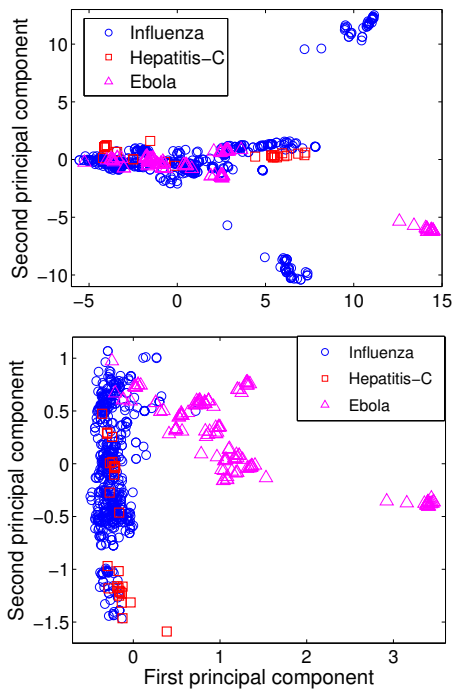 Second principal component
10
5
0
−5
−10
−5
0
5
10
15
Influenza
Hepatitis-C
Ebola
Second principal component
1
0.5
0
−0.5
−1
−1.5
0
1
2
3
First principal component
Influenza
Hepatitis-C
Ebola